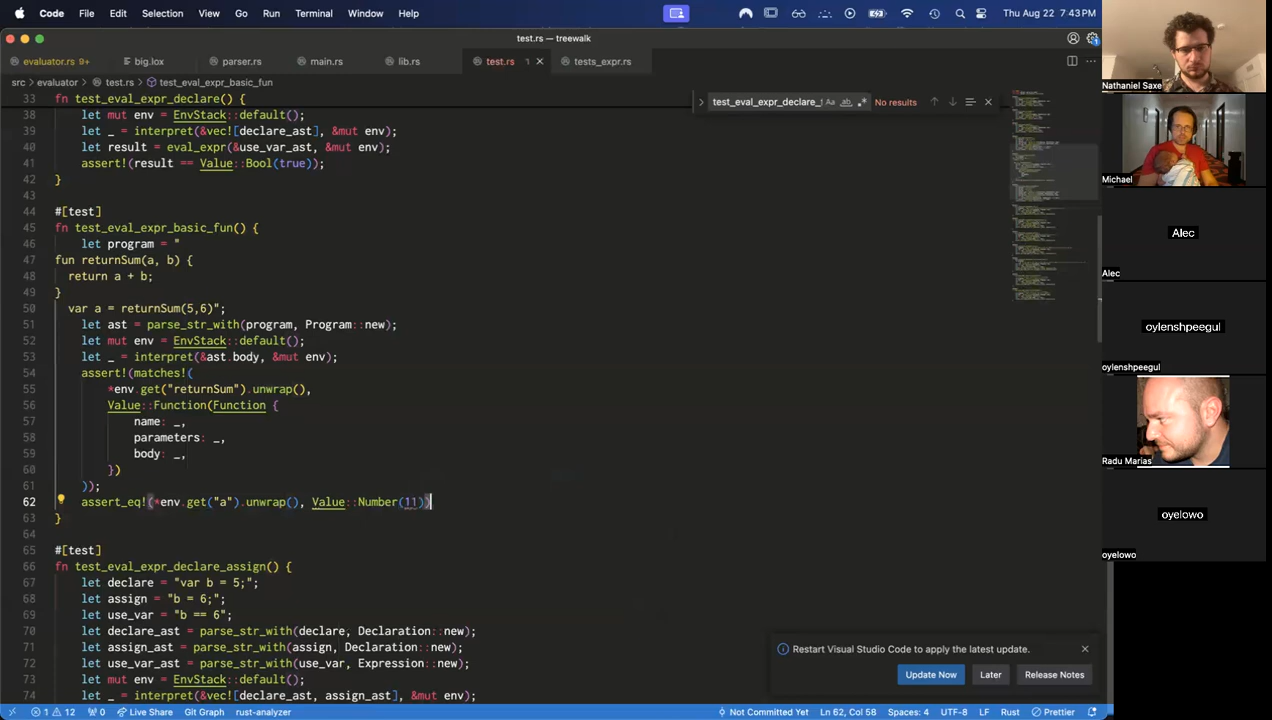 Code File Edit Selection View Go Run Terminal Window Help Thu Aug 22 7:43 PM
test.rs — treewalk
evaluator.rs 9+ big.lox parser.rs main.rs lib.rs test.rs 1 tests_expr.rs
src > evaluator > test.rs > test_eval_expr_basic_fun
33 fn test_eval_expr_declare() {
test_eval_expr_declare_ Aa ab .* No results
38 let mut env = EnvStack::default();
39 let _ = interpret(&vec![declare_ast], &mut env);
40 let result = eval_expr(&use_var_ast, &mut env);
41 assert!(result == Value::Bool(true));
42 }
43
44 #[test]
45 fn test_eval_expr_basic_fun() {
46 let program = "
47 fun returnSum(a, b) {
48 return a + b;
49 }
50 var a = returnSum(5,6)";
51 let ast = parse_str_with(program, Program::new);
52 let mut env = EnvStack::default();
53 let _ = interpret(&ast.body, &mut env);
54 assert!(matches!(
55 *env.get("returnSum").unwrap(),
56 Value::Function(Function {
57 name: _,
58 parameters: _,
59 body: _,
60 })
61 ));
62 assert_eq!(*env.get("a").unwrap(), Value::Number(11))
63 }
64
65 #[test]
66 fn test_eval_expr_declare_assign() {
67 let declare = "var b = 5;";
68 let assign = "b = 6;";
69 let use_var = "b == 6";
70 let declare_ast = parse_str_with(declare, Declaration::new);
71 let assign_ast = parse_str_with(assign, Declaration::new);
72 let use_var_ast = parse_str_with(use_var, Expression::new);
73 let mut env = EnvStack::default();
74 let _ = interpret(&vec![declare_ast, assign_ast], &mut env);
Restart Visual Studio Code to apply the latest update.
Update Now Later Release Notes
1 12 0 Live Share Git Graph rust-analyzer Not Committed Yet Ln 62, Col 58 Spaces: 4 UTF-8 LF Rust Prettier
Nathaniel Saxe
Michael
Alec
Alec
oylenshpeegul
oylenshpeegul
Radu Marias
oyelowo
oyelowo